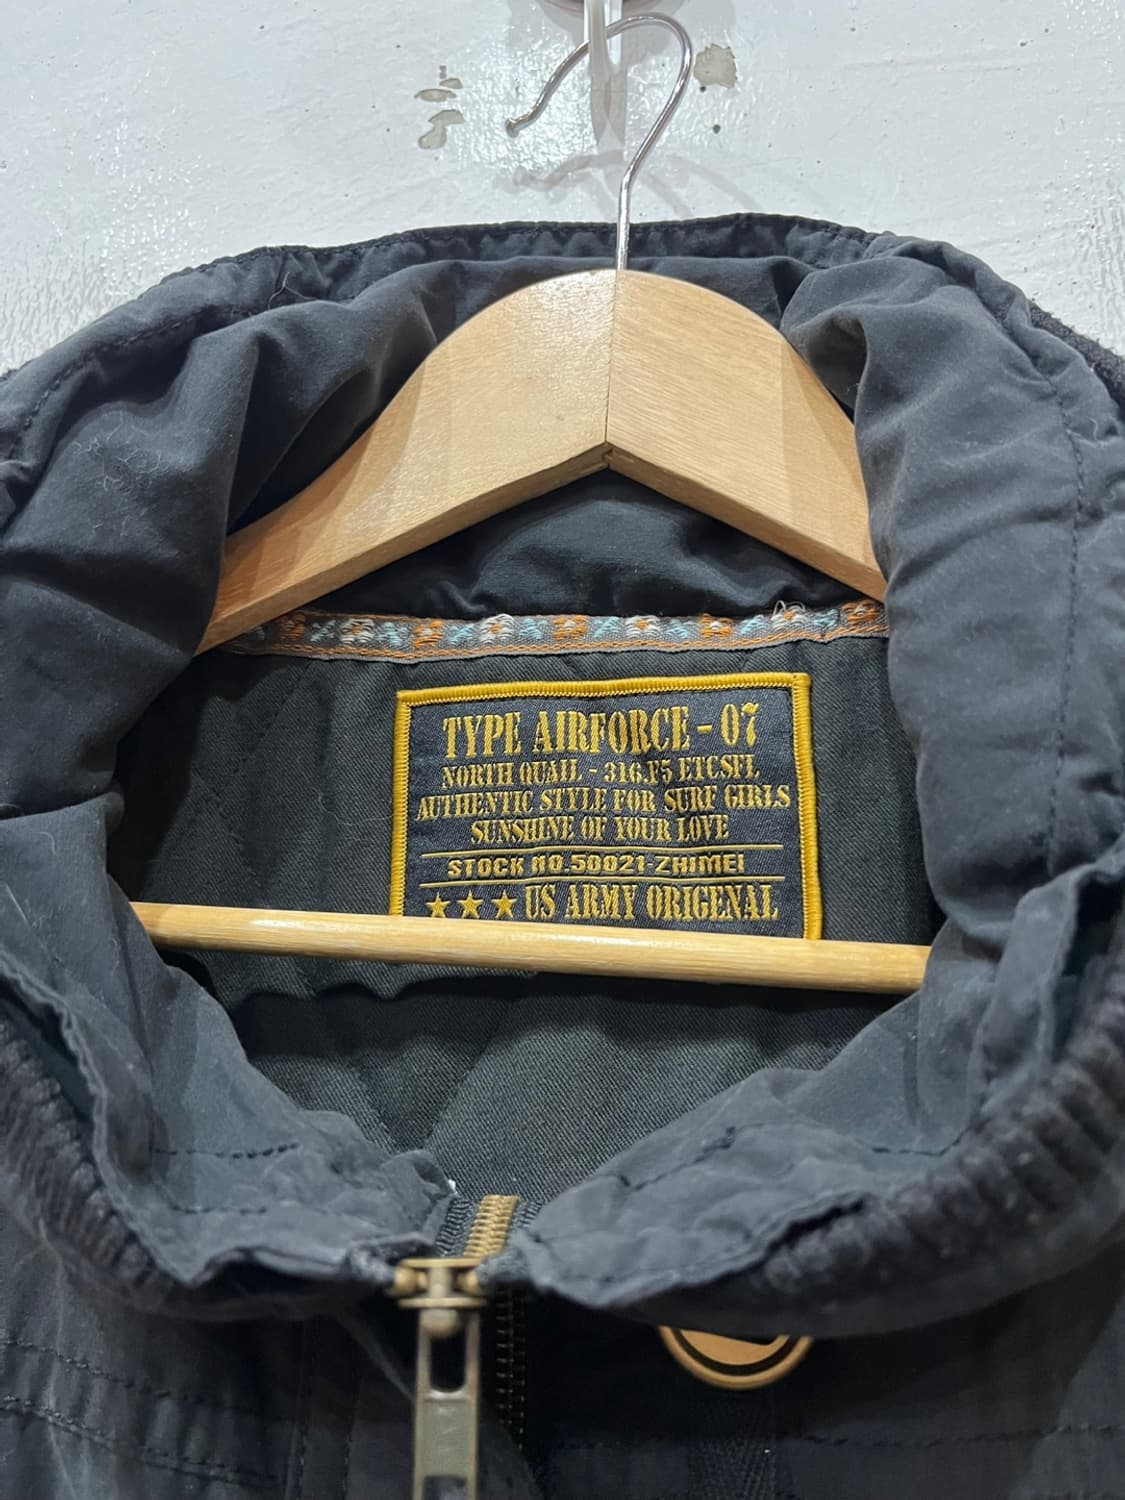 TYPE AIRFORCE - 07
NORTH QUAIL - 316.F5 ETCSFL
AUTHENTIC STYLE FOR SURF GIRLS
SUNSHINE OF YOUR LOVE
STOCK NO.50021-ZHIMEI
★★★ US ARMY ORIGENAL